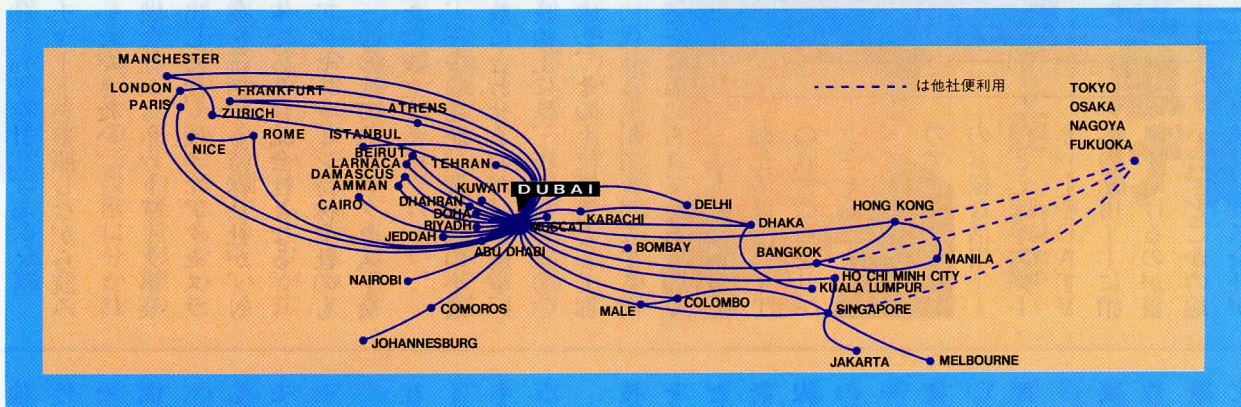 MANCHESTER
LONDON
PARIS
FRANKFURT
ZURICH
NICE
ROME
ATHENS
ISTANBUL
BEIRUT
LARNACA
DAMASCUS
AMMAN
CAIRO
TEHRAN
KUWAIT
DHAHRAN
DOHA
RIYADH
JEDDAH
ABU DHABI
DUBAI
MUSCAT
KARACHI
DELHI
DHAKA
BOMBAY
NAIROBI
COMOROS
JOHANNESBURG
MALE
COLOMBO
HONG KONG
BANGKOK
MANILA
HO CHI MINH CITY
KUALA LUMPUR
SINGAPORE
JAKARTA
MELBOURNE
は他社便利用
TOKYO
OSAKA
NAGOYA
FUKUOKA